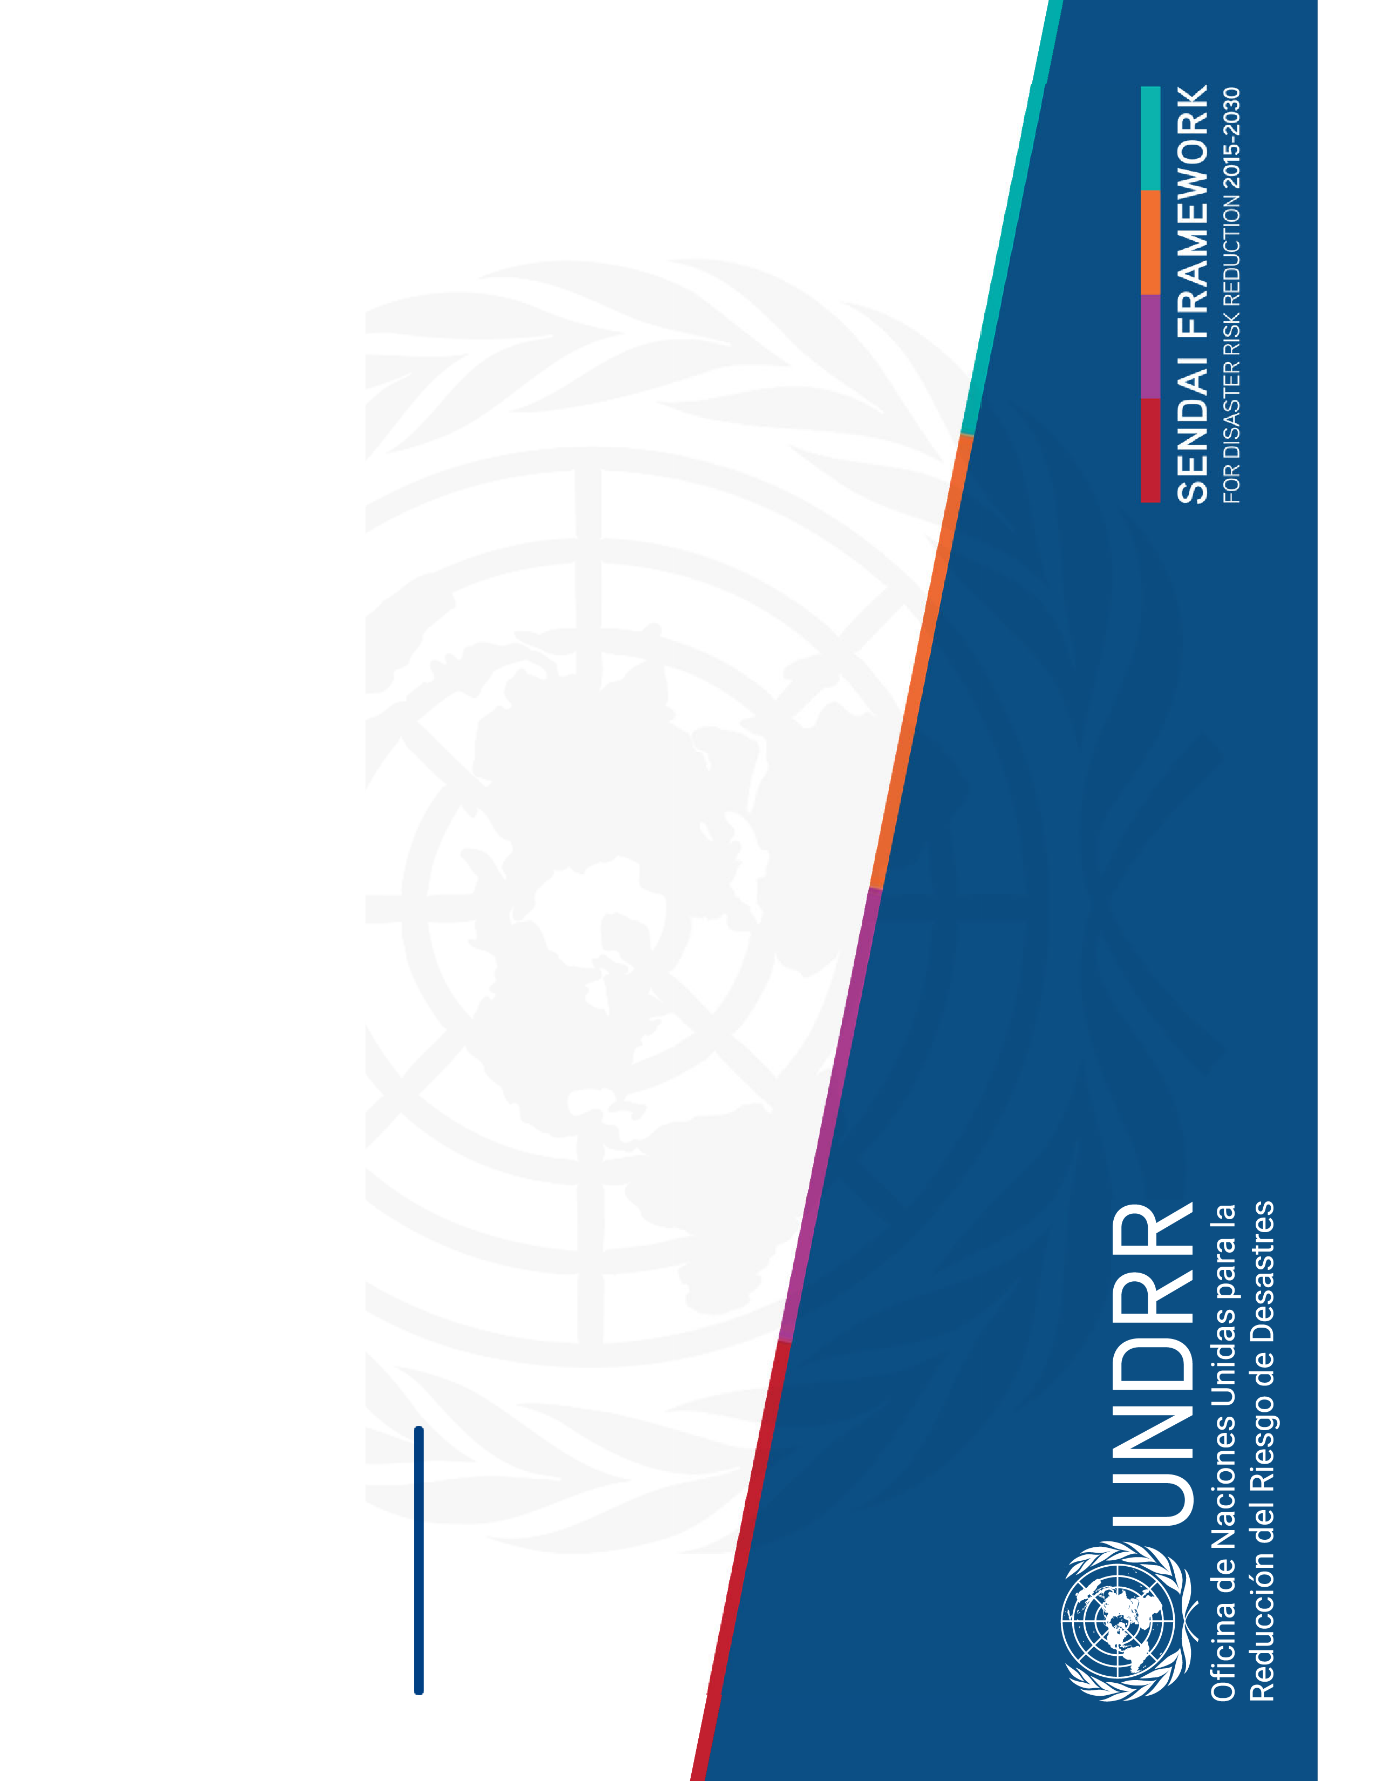 UNDRR
Oficina de Naciones Unidas para la
Reducción del Riesgo de Desastres
SENDAI FRAMEWORK
FOR DISASTER RISK REDUCTION 2015-2030